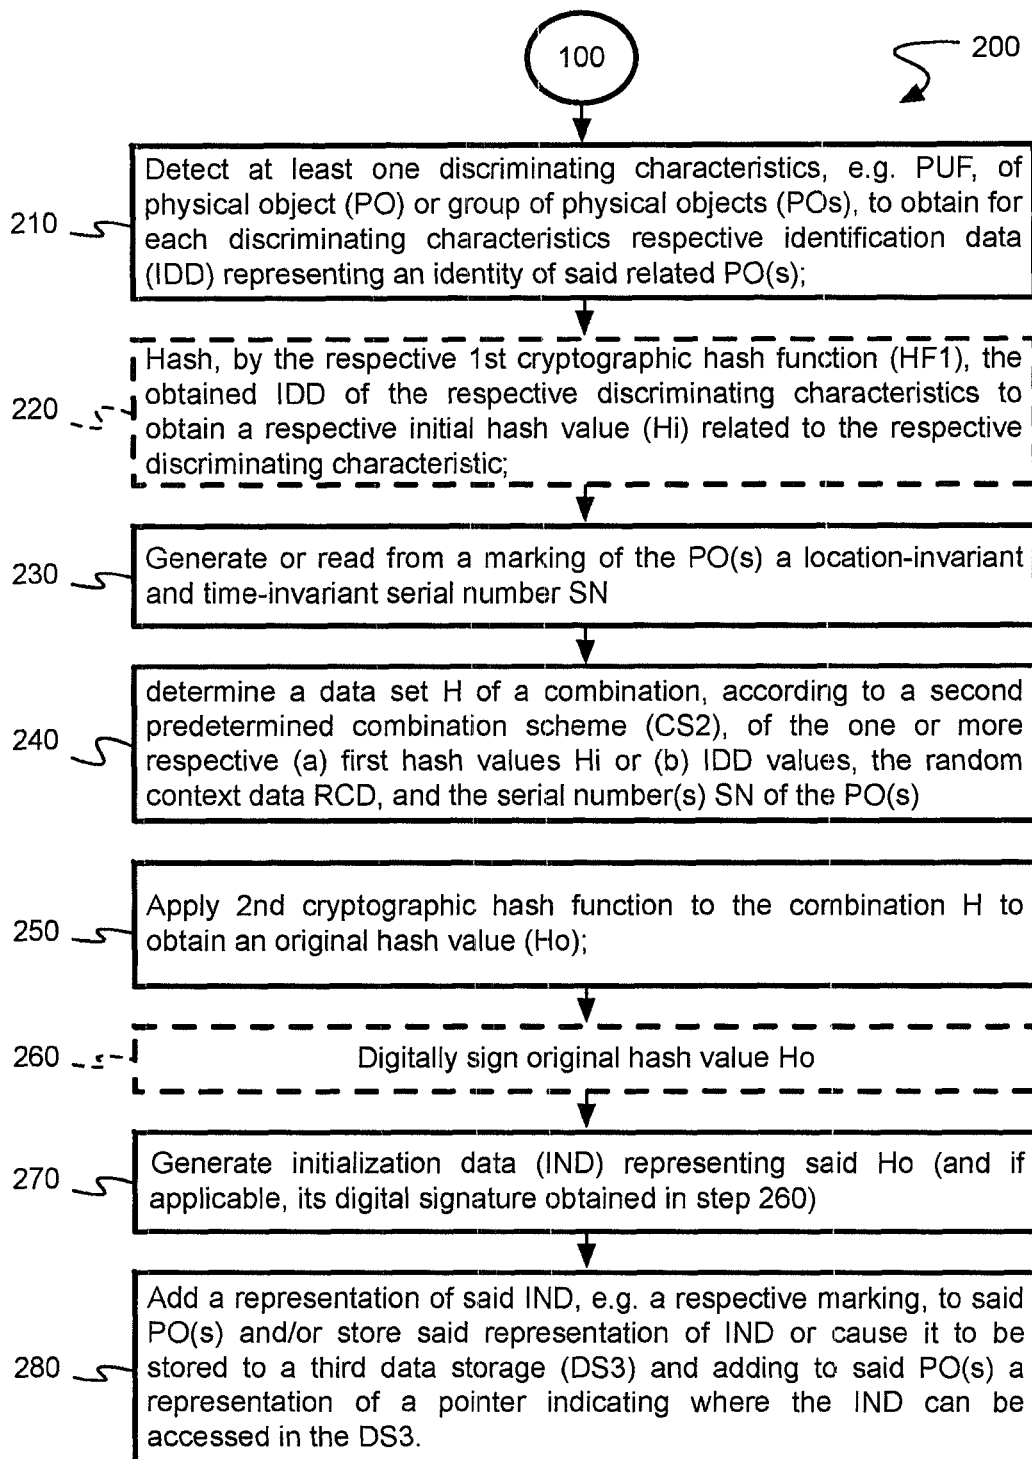 100
200
210
Detect at least one discriminating characteristics, e.g. PUF, of
physical object (PO) or group of physical objects (POs), to obtain for
each discriminating characteristics respective identification data
(IDD) representing an identity of said related PO(s);
220
Hash, by the respective 1st cryptographic hash function (HF1), the
obtained IDD of the respective discriminating characteristics to
obtain a respective initial hash value (Hi) related to the respective
discriminating characteristic;
230
Generate or read from a marking of the PO(s) a location-invariant
and time-invariant serial number SN
240
determine a data set H of a combination, according to a second
predetermined combination scheme (CS2), of the one or more
respective (a) first hash values Hi or (b) IDD values, the random
context data RCD, and the serial number(s) SN of the PO(s)
250
Apply 2nd cryptographic hash function to the combination H to
obtain an original hash value (Ho);
260
Digitally sign original hash value Ho
270
Generate initialization data (IND) representing said Ho (and if
applicable, its digital signature obtained in step 260)
280
Add a representation of said IND, e.g. a respective marking, to said
PO(s) and/or store said representation of IND or cause it to be
stored to a third data storage (DS3) and adding to said PO(s) a
representation of a pointer indicating where the IND can be
accessed in the DS3.